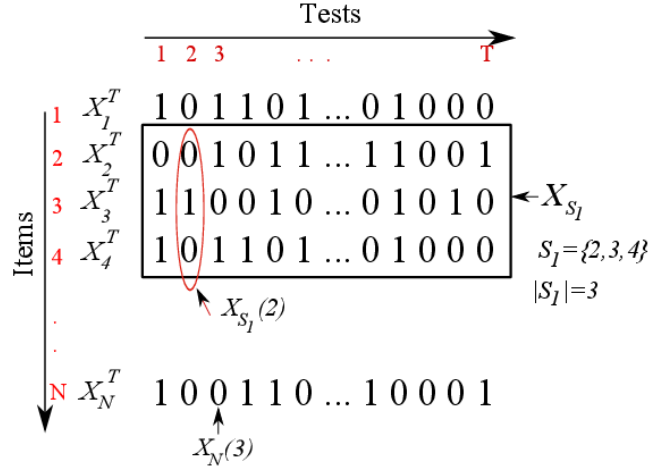 Tests
1 2 3 . . . T
1 X_1^T 1 0 1 1 0 1 ... 0 1 0 0 0
2 X_2^T 0 0 1 0 1 1 ... 1 1 0 0 1
3 X_3^T 1 1 0 0 1 0 ... 0 1 0 1 0
4 X_4^T 1 0 1 1 0 1 ... 0 1 0 0 0
Items
X_{S_1}
S_1={2,3,4}
|S_1|=3
X_{S_1}(2)
.
.
N X_N^T 1 0 0 1 1 0 ... 1 0 0 0 1
X_N(3)